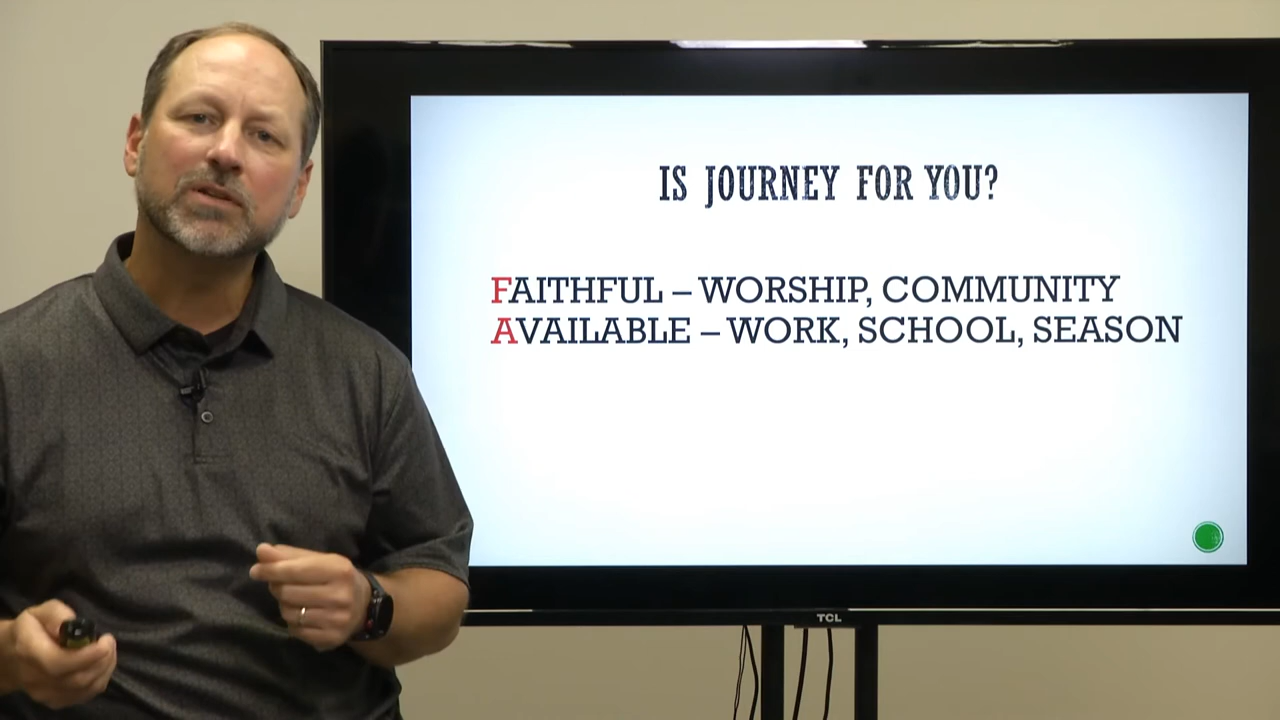 IS JOURNEY FOR YOU?
FAITHFUL – WORSHIP, COMMUNITY
AVAILABLE – WORK, SCHOOL, SEASON
TCL